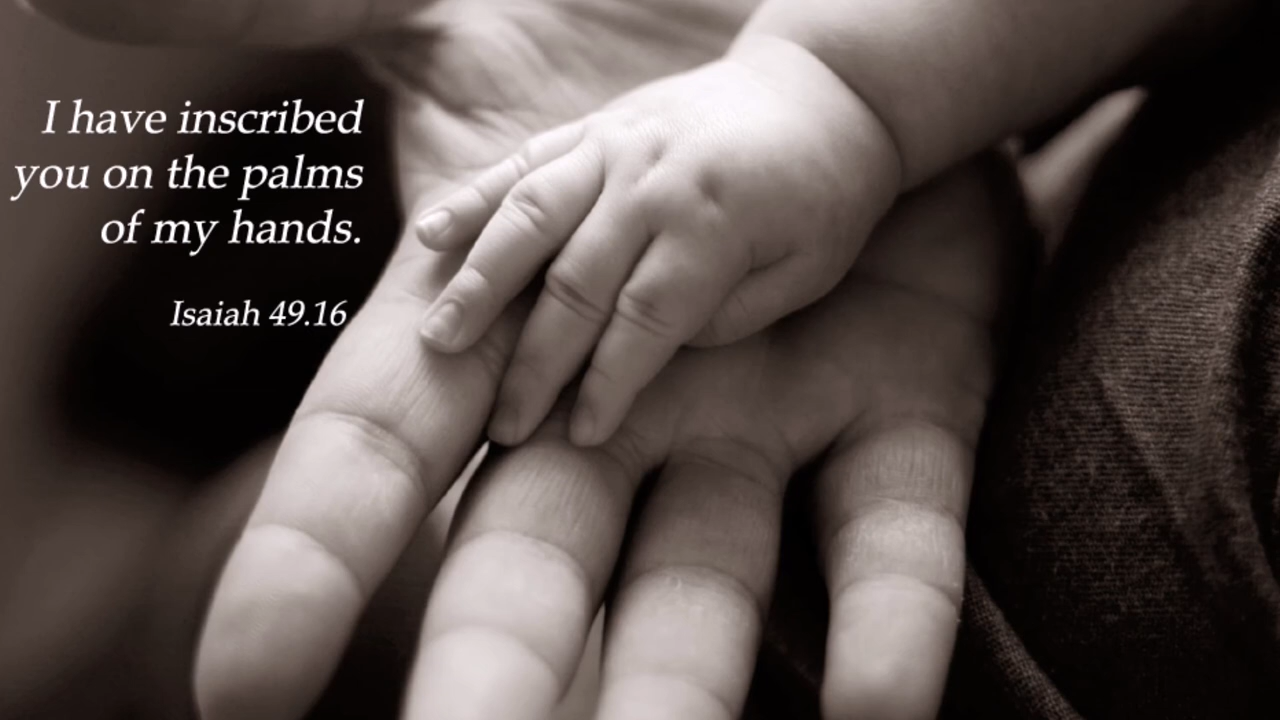 I have inscribed
you on the palms
of my hands.
Isaiah 49.16